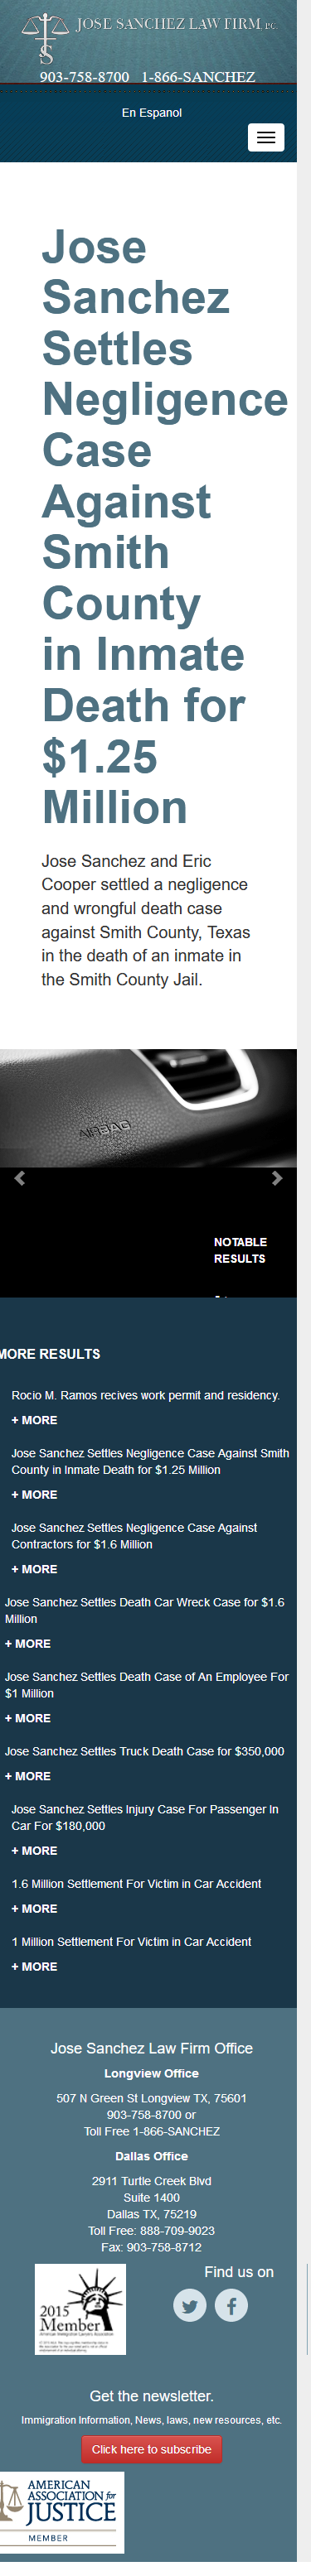 JOSE SANCHEZ LAW FIRM, P.C.
903-758-8700 1-866-SANCHEZ
En Espanol
Jose
Sanchez
Settles
Negligence
Case
Against
Smith
County
in Inmate
Death for
$1.25
Million
Jose Sanchez and Eric
Cooper settled a negligence
and wrongful death case
against Smith County, Texas
in the death of an inmate in
the Smith County Jail.
AIRBAG
NOTABLE
RESULTS
MORE RESULTS
Rocio M. Ramos recives work permit and residency.
+ MORE
Jose Sanchez Settles Negligence Case Against Smith
County in Inmate Death for $1.25 Million
+ MORE
Jose Sanchez Settles Negligence Case Against
Contractors for $1.6 Million
+ MORE
Jose Sanchez Settles Death Car Wreck Case for $1.6
Million
+ MORE
Jose Sanchez Settles Death Case of An Employee For
$1 Million
+ MORE
Jose Sanchez Settles Truck Death Case for $350,000
+ MORE
Jose Sanchez Settles Injury Case For Passenger In
Car For $180,000
+ MORE
1.6 Million Settlement For Victim in Car Accident
+ MORE
1 Million Settlement For Victim in Car Accident
+ MORE
Jose Sanchez Law Firm Office
Longview Office
507 N Green St Longview TX, 75601
903-758-8700 or
Toll Free 1-866-SANCHEZ
Dallas Office
2911 Turtle Creek Blvd
Suite 1400
Dallas TX, 75219
Toll Free: 888-709-9023
Fax: 903-758-8712
Find us on
2015
Member
American Immigration Lawyers Association
Get the newsletter.
Immigration Information, News, laws, new resources, etc.
Click here to subscribe
AMERICAN
ASSOCIATION for
JUSTICE
MEMBER